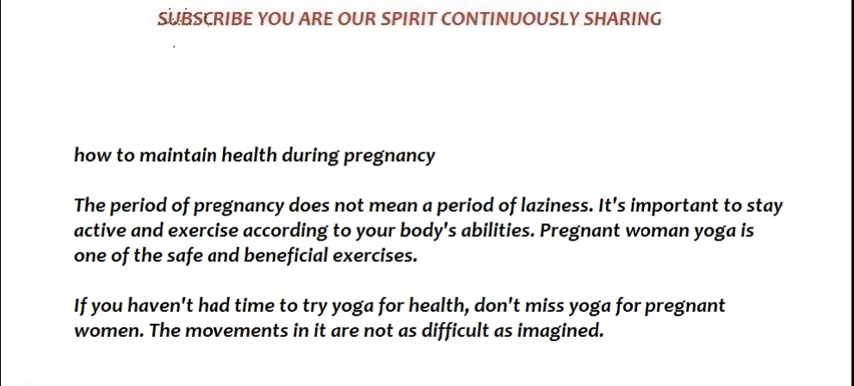 SUBSCRIBE YOU ARE OUR SPIRIT CONTINUOUSLY SHARING
how to maintain health during pregnancy
The period of pregnancy does not mean a period of laziness. It's important to stay
active and exercise according to your body's abilities. Pregnant woman yoga is
one of the safe and beneficial exercises.
If you haven't had time to try yoga for health, don't miss yoga for pregnant
women. The movements in it are not as difficult as imagined.